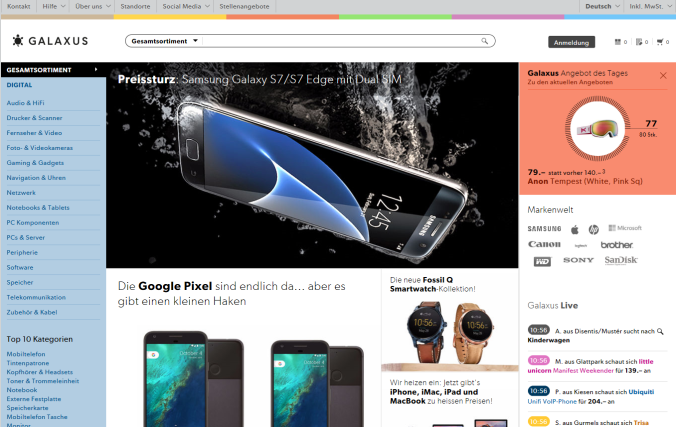 Kontakt
Hilfe
Über uns
Standorte
Social Media
Stellenangebote
Deutsch
Inkl. MwSt.
GALAXUS
Gesamtsortiment
Anmeldung
0
0
0
GESAMTSORTIMENT
DIGITAL
Audio & HiFi
Drucker & Scanner
Fernseher & Video
Foto- & Videokameras
Gaming & Gadgets
Navigation & Uhren
Netzwerk
Notebooks & Tablets
PC Komponenten
PCs & Server
Peripherie
Software
Speicher
Telekommunikation
Zubehör & Kabel
Top 10 Kategorien
Mobiltelefon
Tintenpatrone
Kopfhörer & Headsets
Toner & Trommeleinheit
Notebook
Externe Festplatte
Speicherkarte
Mobiltelefon Tasche
Monitor
Preissturz: Samsung Galaxy S7/S7 Edge mit Dual SIM
12:45
SAMSUNG
Die Google Pixel sind endlich da... aber es
gibt einen kleinen Haken
Die neue Fossil Q
Smartwatch-Kollektion!
10:56
10:56
Wir heizen ein: Jetzt gibt's
iPhone, iMac, iPad und
MacBook zu heissen Preisen!
Galaxus Angebot des Tages
Zu den aktuellen Angeboten
77
80 Stk.
79.– statt vorher 140.– 3
Anon Tempest (White, Pink Sq)
Markenwelt
SAMSUNG
hp
Microsoft
Canon
logitech
brother
WD
SONY
SanDisk
Galaxus Live
10:56 A. aus Disentis/Mustér sucht nach
Kinderwagen
10:56 M. aus Glattpark schaut sich little
unicorn Manifest Weekender für 139.– an
10:56 P. aus Kiesen schaut sich Ubiquiti
Unifi VoIP-Phone für 204.– an
10:56 S. aus Gurmels schaut sich Trisa